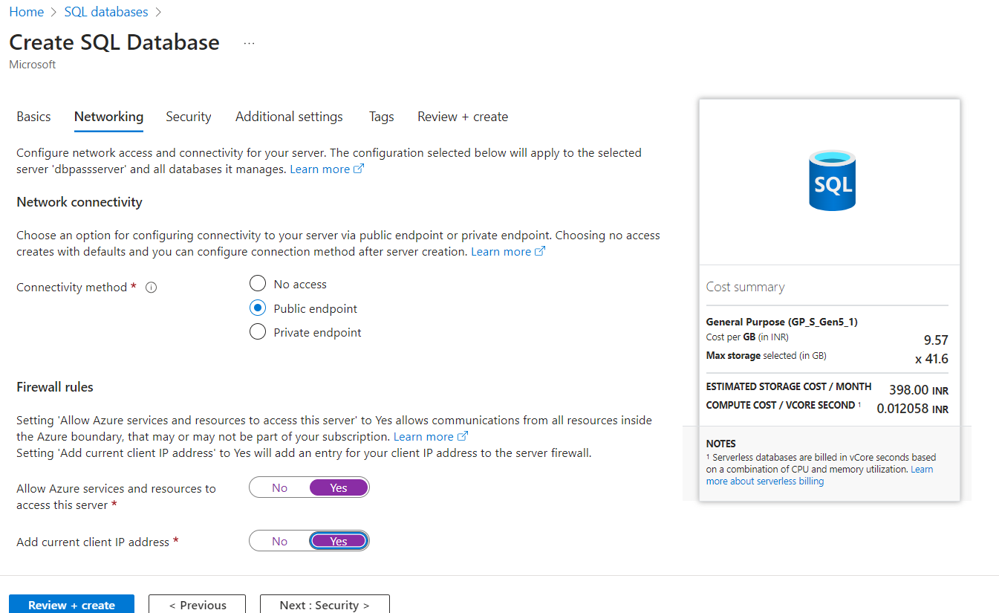 Home > SQL databases >
Create SQL Database ...
Microsoft
Basics Networking Security Additional settings Tags Review + create
Configure network access and connectivity for your server. The configuration selected below will apply to the selected
server 'dbpassserver' and all databases it manages. Learn more
Network connectivity
Choose an option for configuring connectivity to your server via public endpoint or private endpoint. Choosing no access
creates with defaults and you can configure connection method after server creation. Learn more
Connectivity method *
No access
Public endpoint
Private endpoint
Firewall rules
Setting 'Allow Azure services and resources to access this server' to Yes allows communications from all resources inside
the Azure boundary, that may or may not be part of your subscription. Learn more
Setting 'Add current client IP address' to Yes will add an entry for your client IP address to the server firewall.
Allow Azure services and resources to
access this server *
No Yes
Add current client IP address *
No Yes
Review + create
< Previous
Next : Security >
SQL
Cost summary
General Purpose (GP_S_Gen5_1)
Cost per GB (in INR) 9.57
Max storage selected (in GB) x 41.6
ESTIMATED STORAGE COST / MONTH 398.00 INR
COMPUTE COST / VCORE SECOND ¹ 0.012058 INR
NOTES
¹ Serverless databases are billed in vCore seconds based
on a combination of CPU and memory utilization. Learn
more about serverless billing